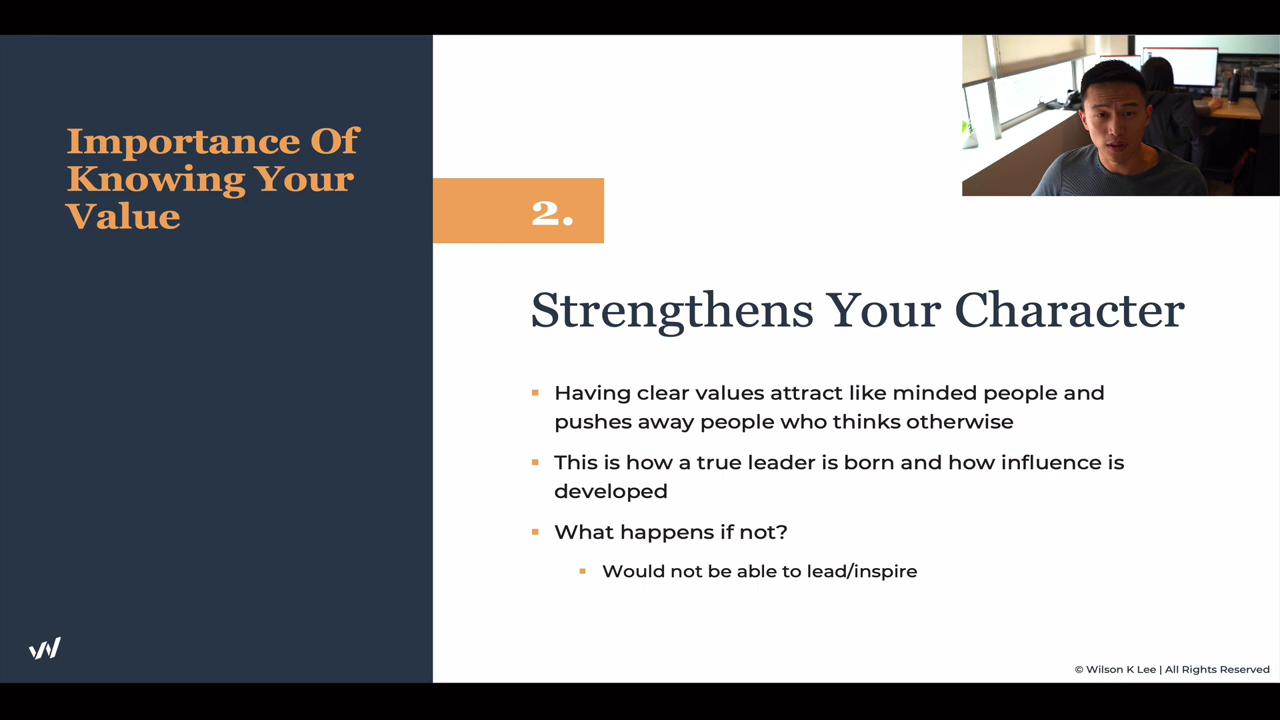 Importance Of
Knowing Your
Value
2.
Strengthens Your Character
Having clear values attract like minded people and
pushes away people who thinks otherwise
This is how a true leader is born and how influence is
developed
What happens if not?
Would not be able to lead/inspire
© Wilson K Lee | All Rights Reserved